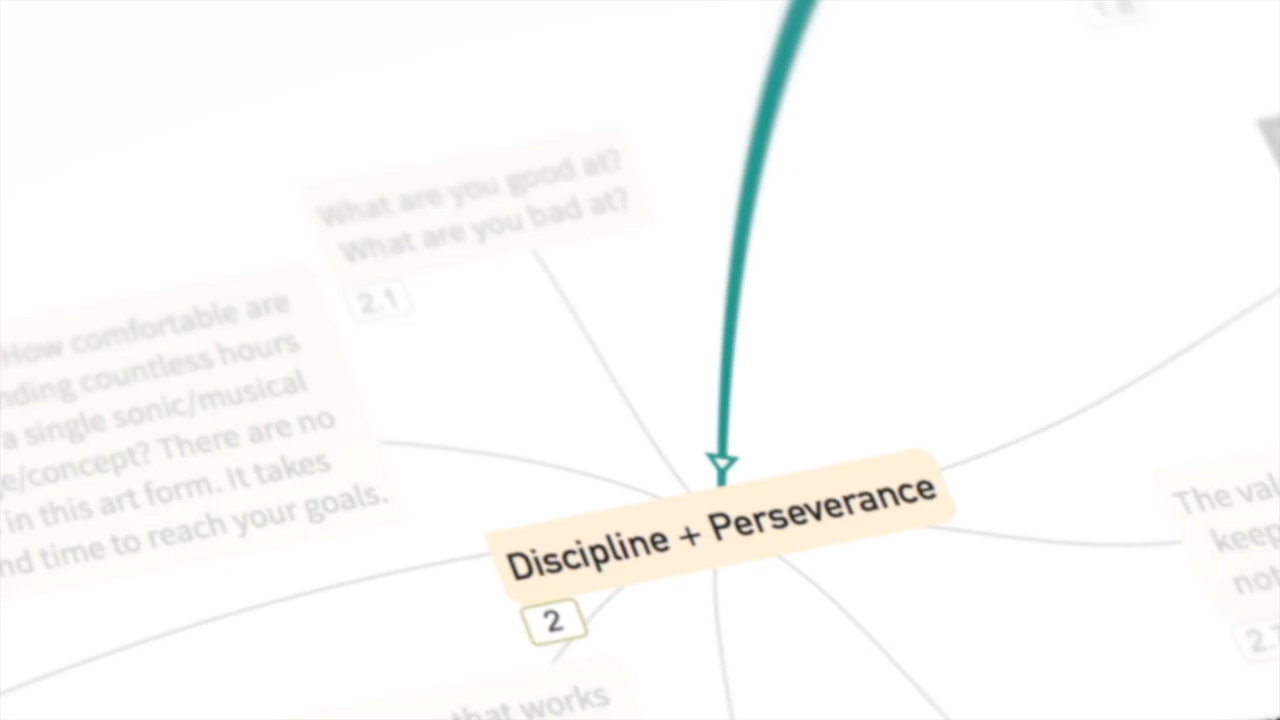 What are you good at?
What are you bad at?
2.1
How comfortable are
nding countless hours
a single sonic/musical
e/concept? There are no
in this art form. It takes
nd time to reach your goals.
Discipline + Perseverance
2
The val
keep
not
2.
that works